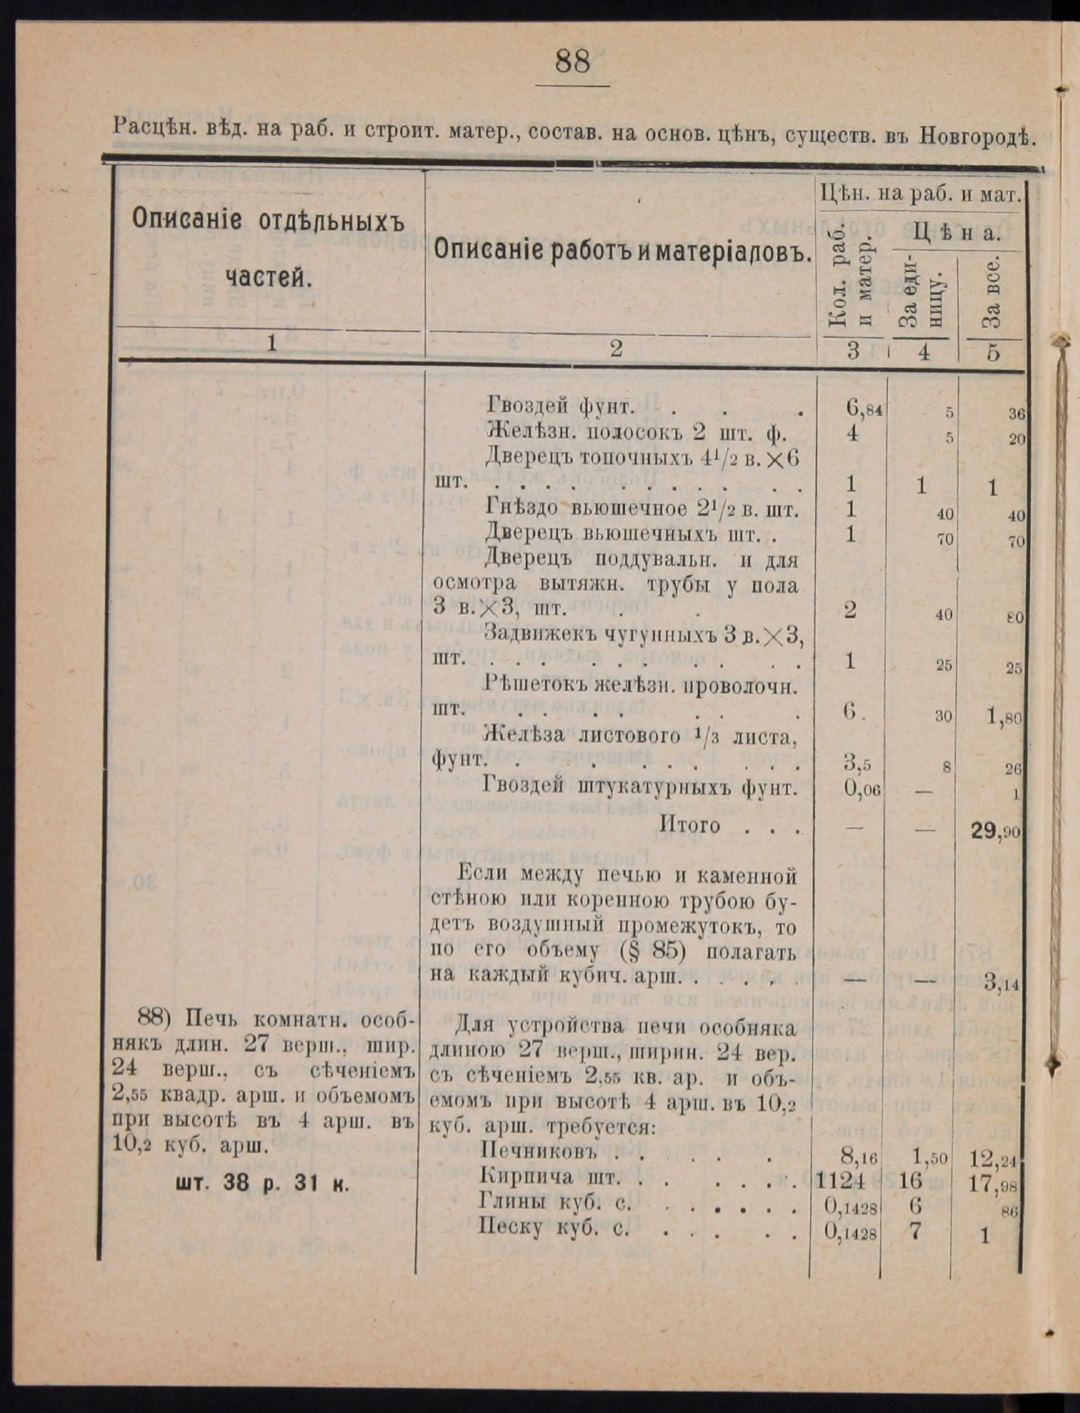 88
Расцѣн. вѣд. на раб. и строит. матер., состав. на основ. цѣнъ, существ. въ Новгородѣ.
Описаніе отдѣльныхъ
частей.
Описаніе работъ и матеріаловъ.
Цѣн. на раб. и мат.
Кол. раб.
и матер.
Цѣна.
За еди-
ницу.
За все.
1 2 3 4 5
Гвоздей фунт. . . . 6,84 5 36
Желѣзн. полосокъ 2 шт. ф. 4 5 20
Дверецъ топочныхъ 4¹/2 в.×6
шт. . . . . . . . . . . . . 1 1 1
Гнѣздо вьюшечное 2¹/2 в. шт. 1 40 40
Дверецъ вьюшечныхъ шт. . 1 70 70
Дверецъ поддувальн. и для
осмотра вытяжн. трубы у пола
3 в.×3, шт. . . . 2 40 80
Задвижекъ чугунныхъ 3 в.×3,
шт. . . . . . . . . . . . 1 25 25
Рѣшетокъ желѣзн. проволочн.
шт. . . . . . . . 6. 30 1,80
Желѣза листового ¹/3 листа,
фунт. . . . . . . . . . 3,5 8 26
Гвоздей штукатурныхъ фунт. 0,06 — 1
Итого . . . — — 29,90
Если между печью и каменной
стѣною или коренною трубою бу-
детъ воздушный промежутокъ, то
по его объему (§ 85) полагать
на каждый кубич. арш. . . . . . — — 3,14
88) Печь комнатн. особ-
някъ длин. 27 верш., шир.
24 верш., съ сѣченіемъ
2,55 квадр. арш. и объемомъ
при высотѣ въ 4 арш. въ
10,2 куб. арш.
шт. 38 р. 31 к.
Для устройства печи особняка
длиною 27 верш., ширин. 24 вер.
съ сѣченіемъ 2,55 кв. ар. и объ-
емомъ при высотѣ 4 арш. въ 10,2
куб. арш. требуется:
Печниковъ . . . . . . 8,16 1,50 12,24
Кирпича шт. . . . . . . 1124 16 17,98
Глины куб. с. . . . . . . 0,1428 6 86
Песку куб. с. . . . . . . 0,1428 7 1